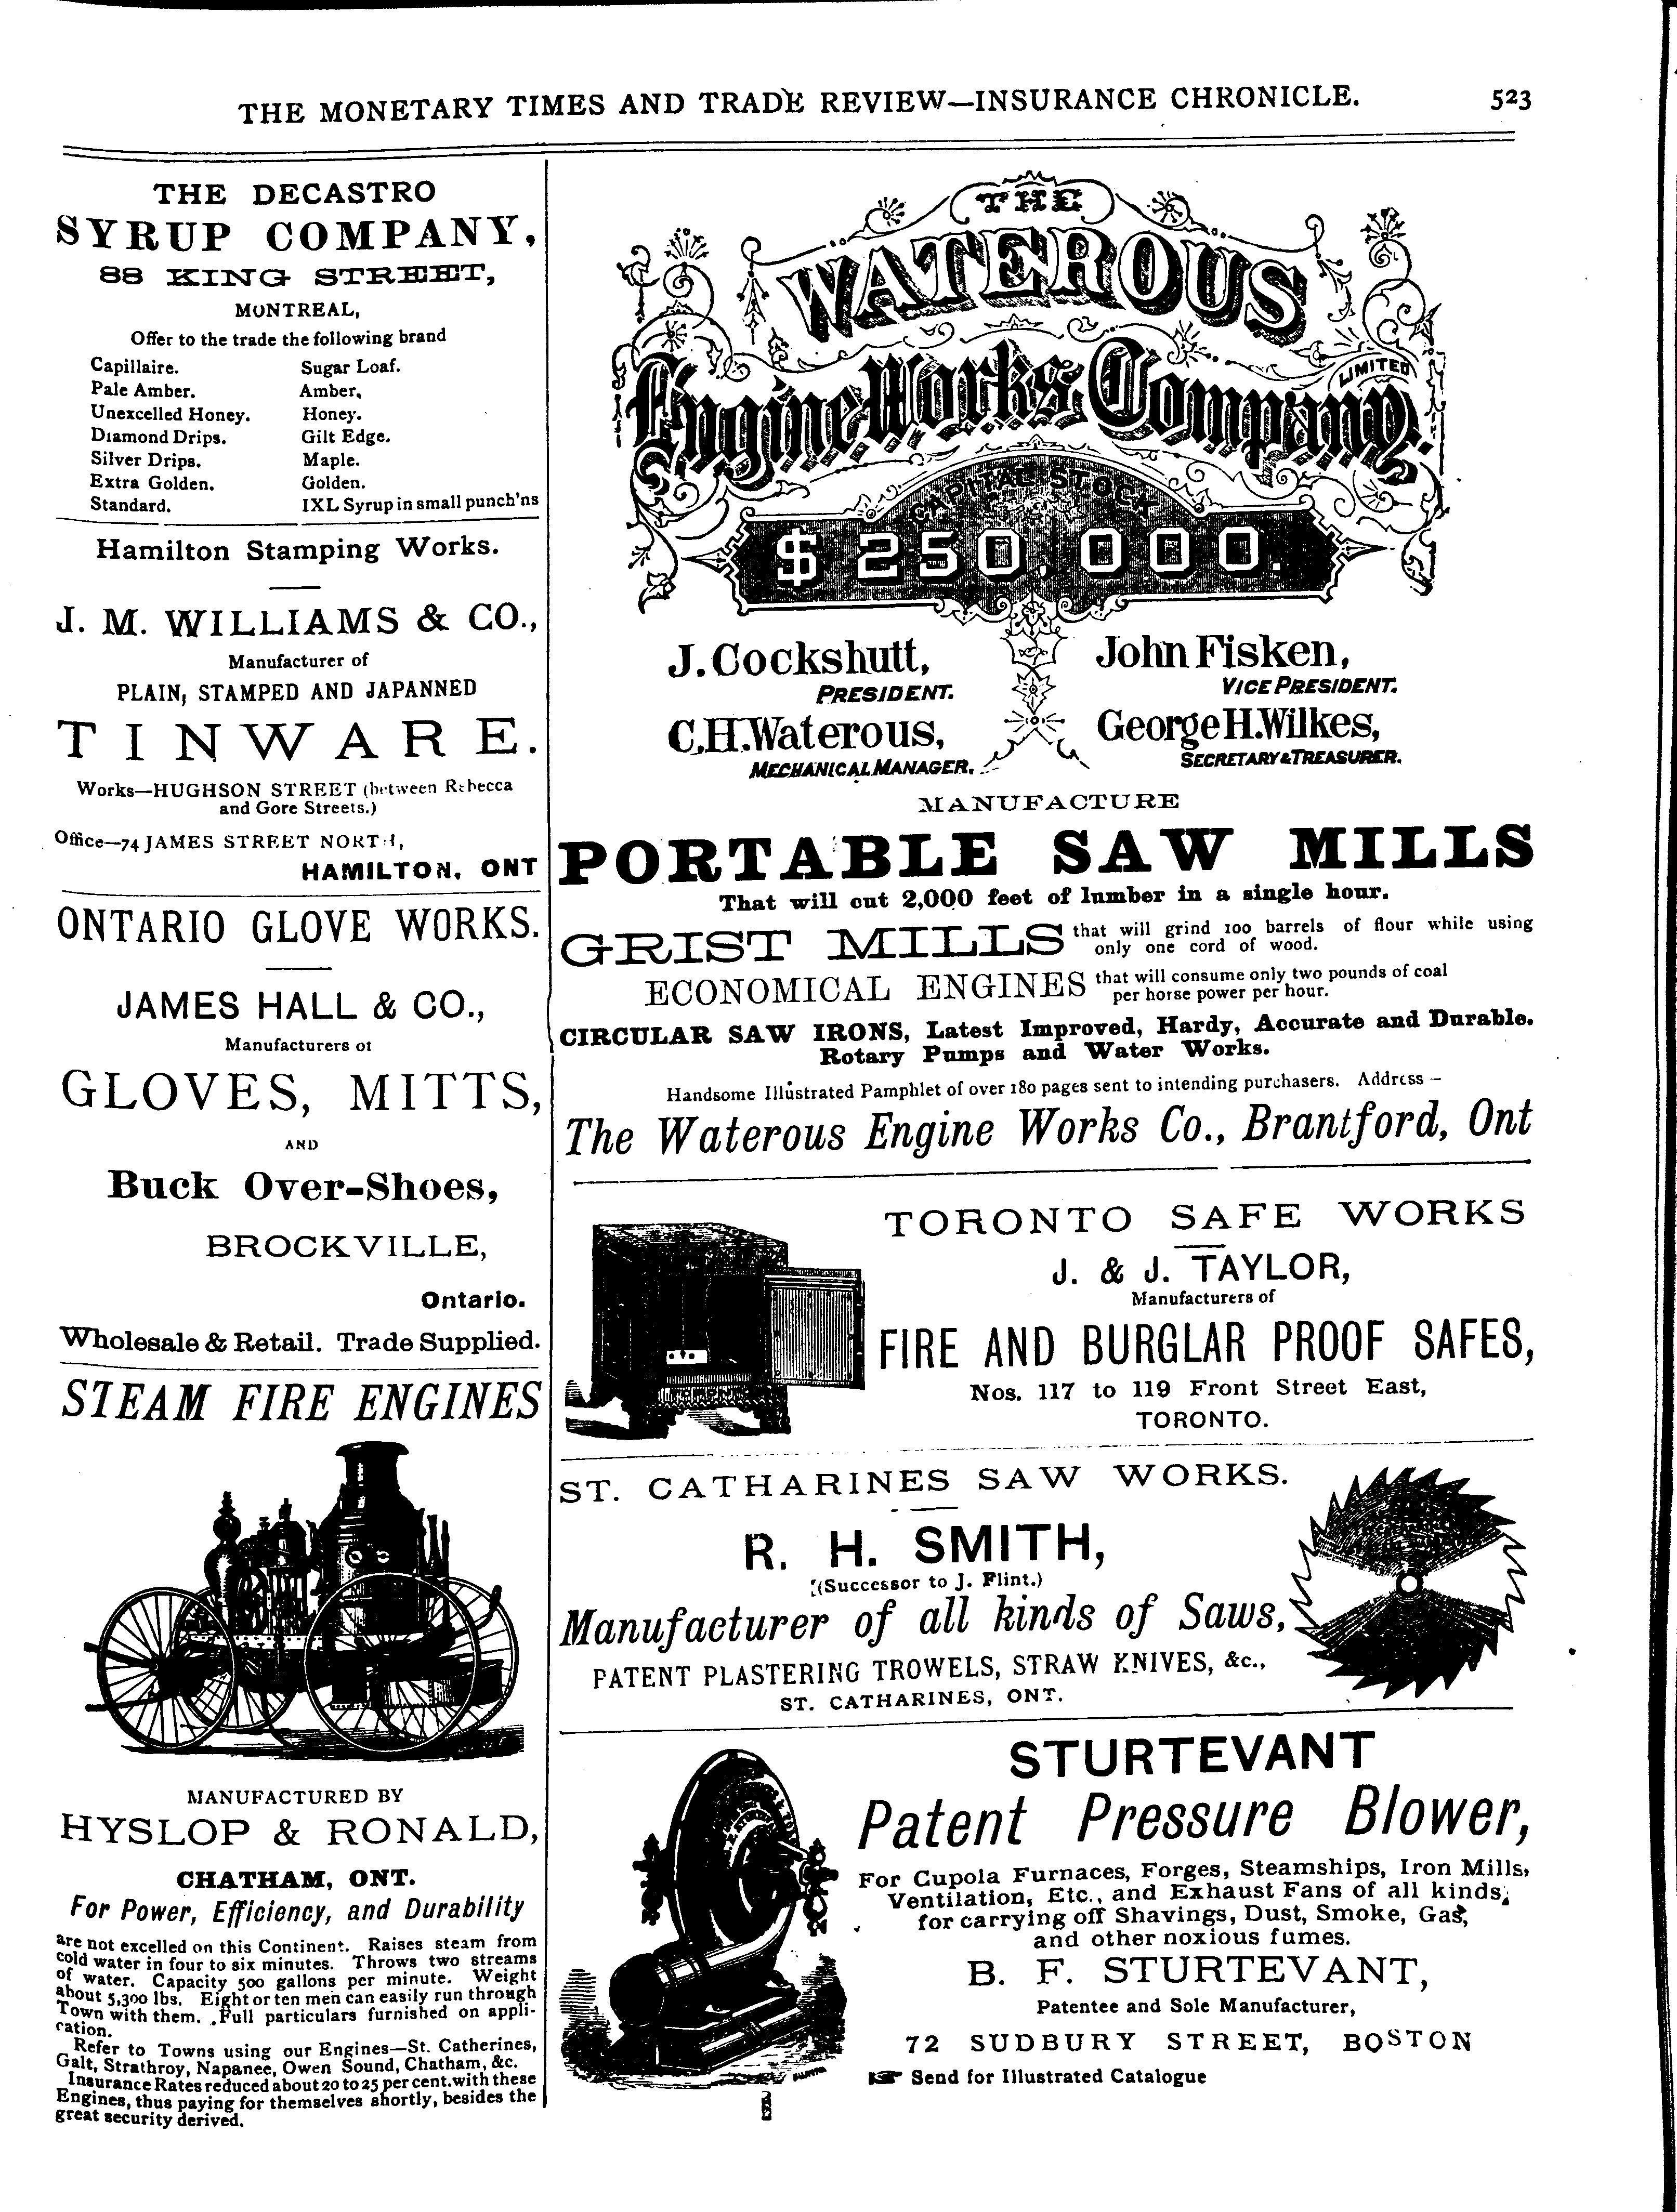 THE MONETARY TIMES AND TRADE REVIEW—INSURANCE CHRONICLE. 523
THE DECASTRO
SYRUP COMPANY,
88 KING STREET,
MONTREAL,
Offer to the trade the following brand
Capillaire. Sugar Loaf.
Pale Amber. Amber.
Unexcelled Honey. Honey.
Diamond Drips. Gilt Edge.
Silver Drips. Maple.
Extra Golden. Golden.
Standard. IXL Syrup in small punch'ns
Hamilton Stamping Works.
J. M. WILLIAMS & CO.,
Manufacturer of
PLAIN, STAMPED AND JAPANNED
TINWARE.
Works—HUGHSON STREET (between Rebecca
and Gore Streets.)
Office—74 JAMES STREET NORTH,
HAMILTON, ONT
ONTARIO GLOVE WORKS.
JAMES HALL & CO.,
Manufacturers of
GLOVES, MITTS,
AND
Buck Over-Shoes,
BROCKVILLE,
Ontario.
Wholesale & Retail. Trade Supplied.
STEAM FIRE ENGINES
MANUFACTURED BY
HYSLOP & RONALD,
CHATHAM, ONT.
For Power, Efficiency, and Durability
are not excelled on this Continent. Raises steam from
cold water in four to six minutes. Throws two streams
of water. Capacity 500 gallons per minute. Weight
about 5,300 lbs. Eight or ten men can easily run through
Town with them. Full particulars furnished on appli-
cation.
Refer to Towns using our Engines—St. Catherines,
Galt, Strathroy, Napanee, Owen Sound, Chatham, &c.
Insurance Rates reduced about 20 to 25 per cent. with these
Engines, thus paying for themselves shortly, besides the
great security derived.
THE
WATEROUS
Engine Works Company.
LIMITED
CAPITAL STOCK
$250,000.
J. Cockshutt,
PRESIDENT.
John Fisken,
VICE PRESIDENT.
C.H. Waterous,
MECHANICAL MANAGER.
George H. Wilkes,
SECRETARY & TREASURER.
MANUFACTURE
PORTABLE SAW MILLS
That will cut 2,000 feet of lumber in a single hour.
GRIST MILLS that will grind 100 barrels of flour while using
only one cord of wood.
ECONOMICAL ENGINES that will consume only two pounds of coal
per horse power per hour.
CIRCULAR SAW IRONS, Latest Improved, Hardy, Accurate and Durable.
Rotary Pumps and Water Works.
Handsome Illustrated Pamphlet of over 180 pages sent to intending purchasers. Address—
The Waterous Engine Works Co., Brantford, Ont
TORONTO SAFE WORKS
J. & J. TAYLOR,
Manufacturers of
FIRE AND BURGLAR PROOF SAFES,
Nos. 117 to 119 Front Street East,
TORONTO.
ST. CATHARINES SAW WORKS.
R. H. SMITH,
(Successor to J. Flint.)
Manufacturer of all kinds of Saws,
PATENT PLASTERING TROWELS, STRAW KNIVES, &c.,
ST. CATHARINES, ONT.
STURTEVANT
Patent Pressure Blower,
For Cupola Furnaces, Forges, Steamships, Iron Mills,
Ventilation, Etc., and Exhaust Fans of all kinds,
for carrying off Shavings, Dust, Smoke, Gas,
and other noxious fumes.
B. F. STURTEVANT,
Patentee and Sole Manufacturer,
72 SUDBURY STREET, BOSTON
☞ Send for Illustrated Catalogue